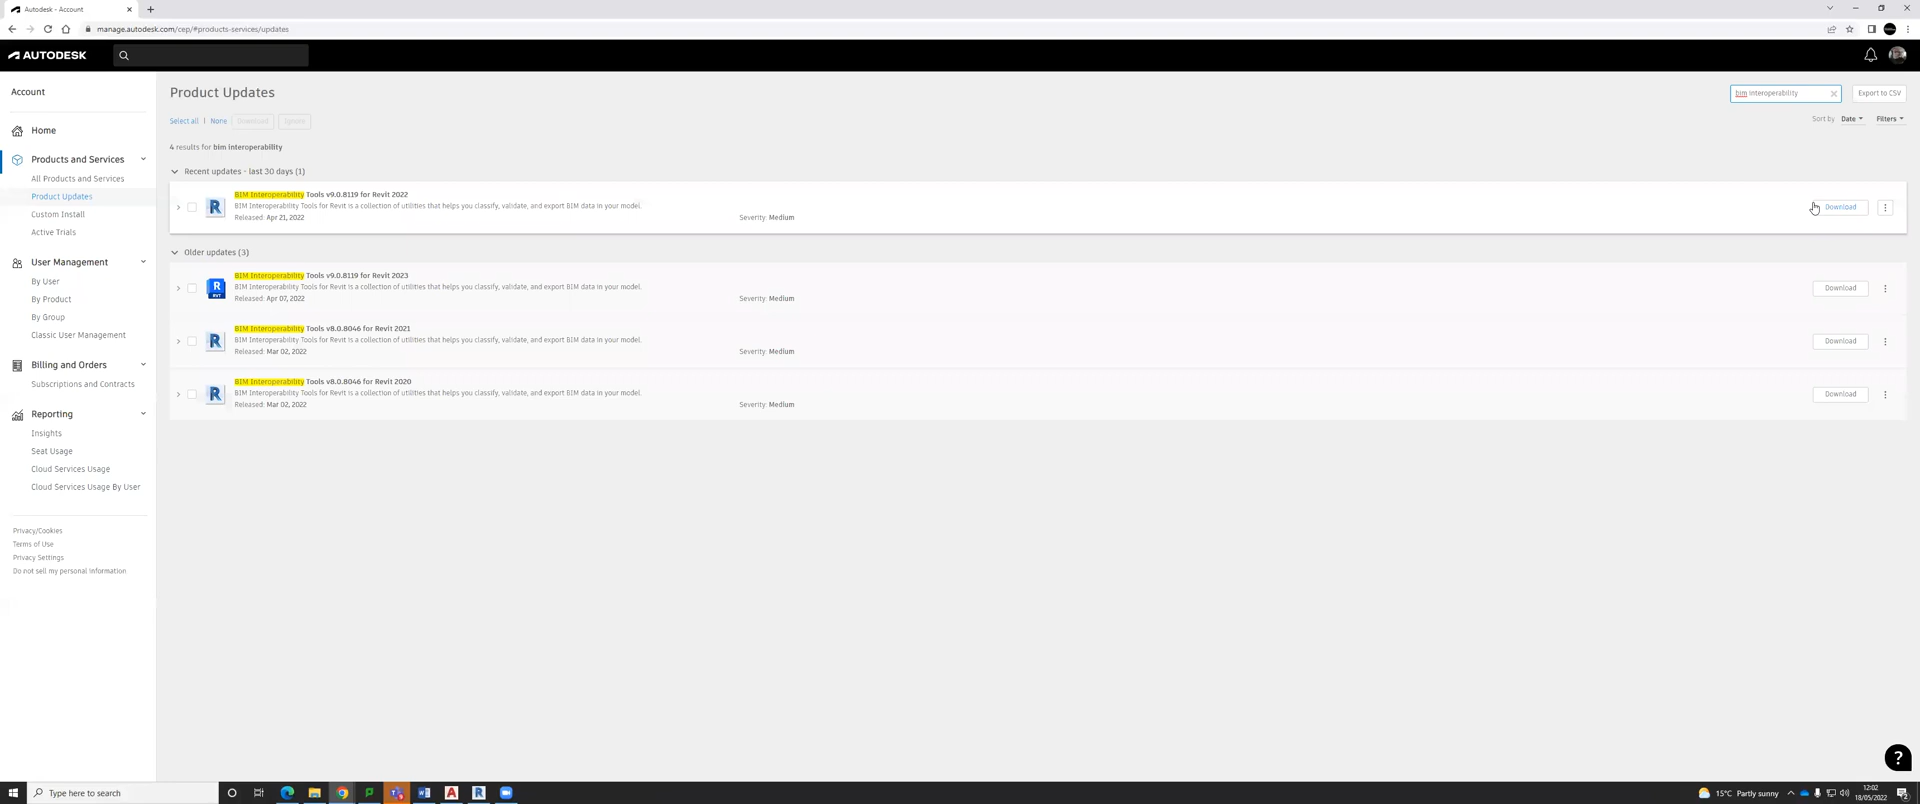 Autodesk - Account
manage.autodesk.com/cep/#products-services/updates
AUTODESK
Account
Home
Products and Services
All Products and Services
Product Updates
Custom Install
Active Trials
User Management
By User
By Product
By Group
Classic User Management
Billing and Orders
Subscriptions and Contracts
Reporting
Insights
Seat Usage
Cloud Services Usage
Cloud Services Usage By User
Privacy/Cookies
Terms of Use
Privacy Settings
Do not sell my personal information
Product Updates
bim interoperability
Export to CSV
Select all | None Download Ignore
Sort by Date Filters
4 results for bim interoperability
Recent updates - last 30 days (1)
BIM Interoperability Tools v9.0.8119 for Revit 2022
BIM Interoperability Tools for Revit is a collection of utilities that helps you classify, validate, and export BIM data in your model.
Released: Apr 21, 2022 Severity: Medium
Download
Older updates (3)
BIM Interoperability Tools v9.0.8119 for Revit 2023
BIM Interoperability Tools for Revit is a collection of utilities that helps you classify, validate, and export BIM data in your model.
Released: Apr 07, 2022 Severity: Medium
Download
BIM Interoperability Tools v8.0.8046 for Revit 2021
BIM Interoperability Tools for Revit is a collection of utilities that helps you classify, validate, and export BIM data in your model.
Released: Mar 02, 2022 Severity: Medium
Download
BIM Interoperability Tools v8.0.8046 for Revit 2020
BIM Interoperability Tools for Revit is a collection of utilities that helps you classify, validate, and export BIM data in your model.
Released: Mar 02, 2022 Severity: Medium
Download
?
Type here to search
15°C Partly sunny
12:02
18/05/2022